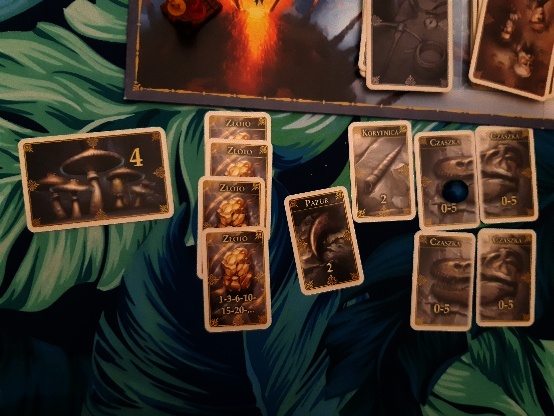 4
ZŁOTO
ZŁOTO
ZŁOTO
ZŁOTO
1-3-6-10-
15-20-...
PAZUR
2
KORYTNICA
2
CZASZKA
0-5
CZASZKA
0-5
CZASZKA
0-5
CZASZKA
0-5